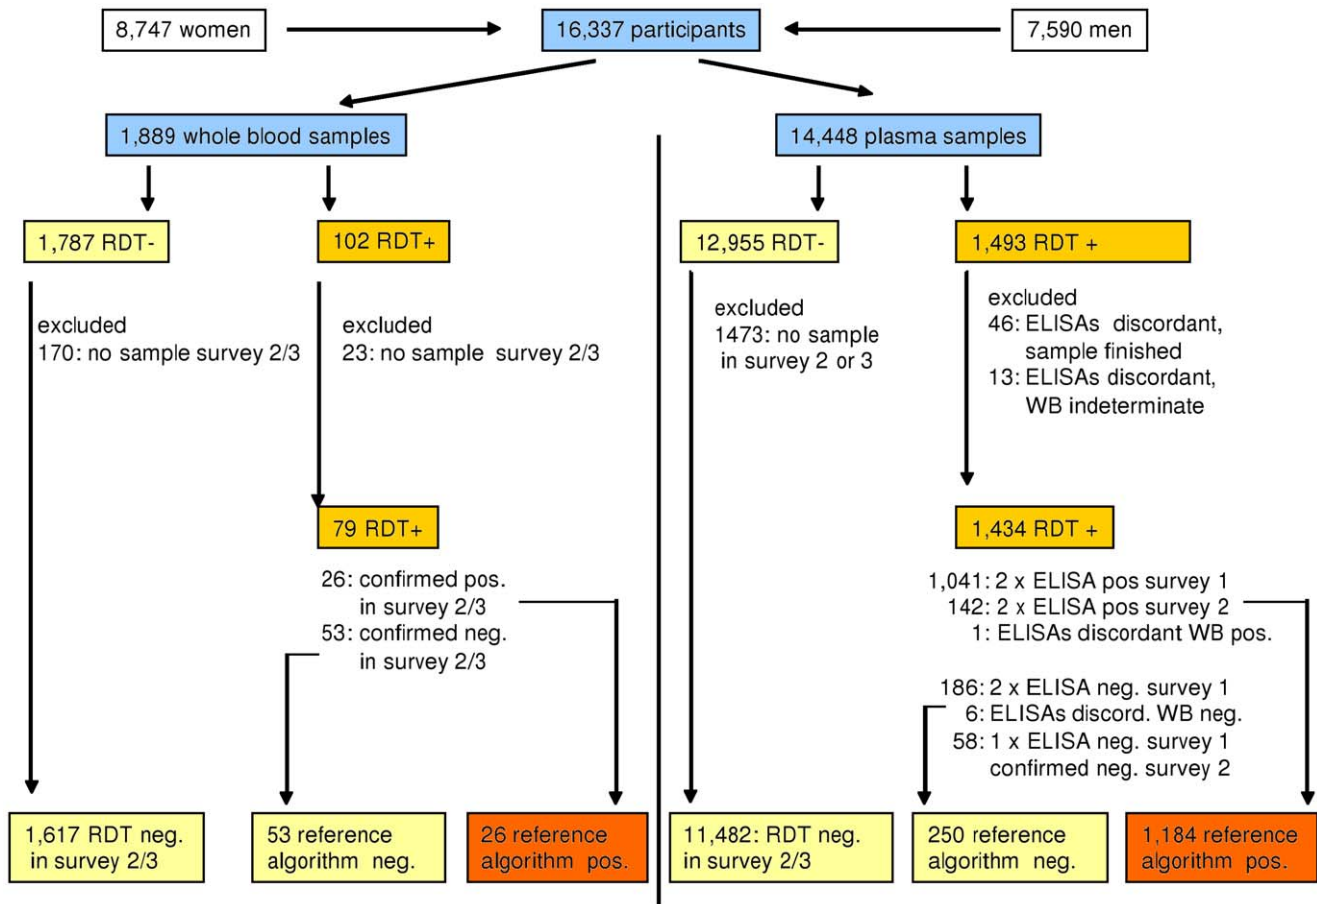 8,747 women
16,337 participants
7,590 men
1,889 whole blood samples
14,448 plasma samples
1,787 RDT-
102 RDT+
12,955 RDT-
1,493 RDT +
excluded
170: no sample survey 2/3
excluded
23: no sample survey 2/3
excluded
1473: no sample
in survey 2 or 3
excluded
46: ELISAs discordant,
sample finished
13: ELISAs discordant,
WB indeterminate
79 RDT+
1,434 RDT +
26: confirmed pos.
in survey 2/3
53: confirmed neg.
in survey 2/3
1,041: 2 x ELISA pos survey 1
142: 2 x ELISA pos survey 2
1: ELISAs discordant WB pos.
186: 2 x ELISA neg. survey 1
6: ELISAs discord. WB neg.
58: 1 x ELISA neg. survey 1
confirmed neg. survey 2
1,617 RDT neg.
in survey 2/3
53 reference
algorithm neg.
26 reference
algorithm pos.
11,482: RDT neg.
in survey 2/3
250 reference
algorithm neg.
1,184 reference
algorithm pos.